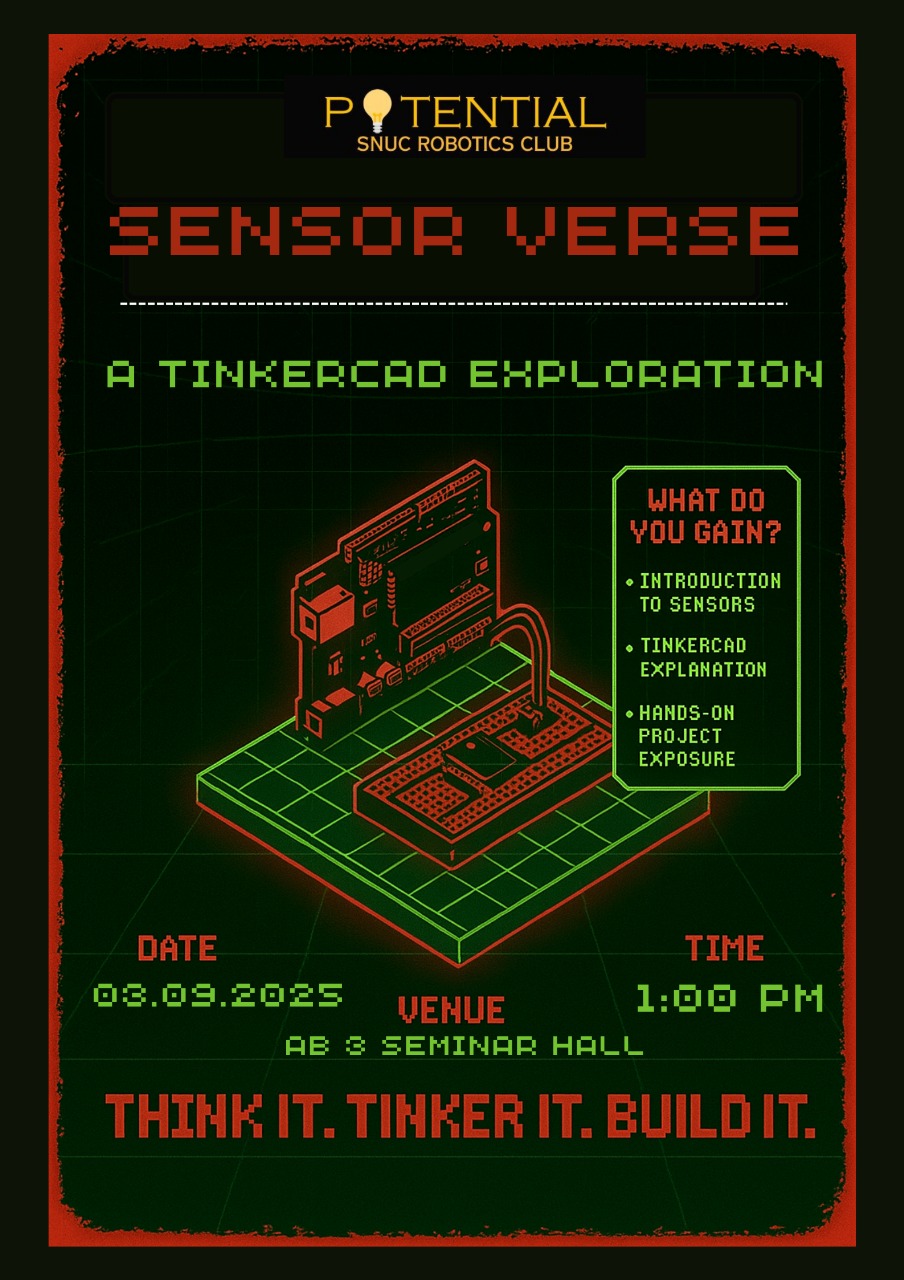 POTENTIAL
SNUC ROBOTICS CLUB
SENSOR VERSE
A TINKERCAD EXPLORATION
WHAT DO
YOU GAIN?
• INTRODUCTION
TO SENSORS
• TINKERCAD
EXPLANATION
• HANDS-ON
PROJECT
EXPOSURE
DATE
03.09.2025
TIME
1:00 PM
VENUE
AB 3 SEMINAR HALL
THINK IT. TINKER IT. BUILD IT.